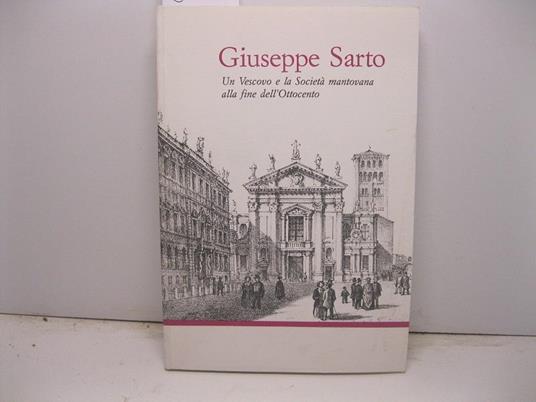 Giuseppe Sarto
Un Vescovo e la Società mantovana
alla fine dell'Ottocento